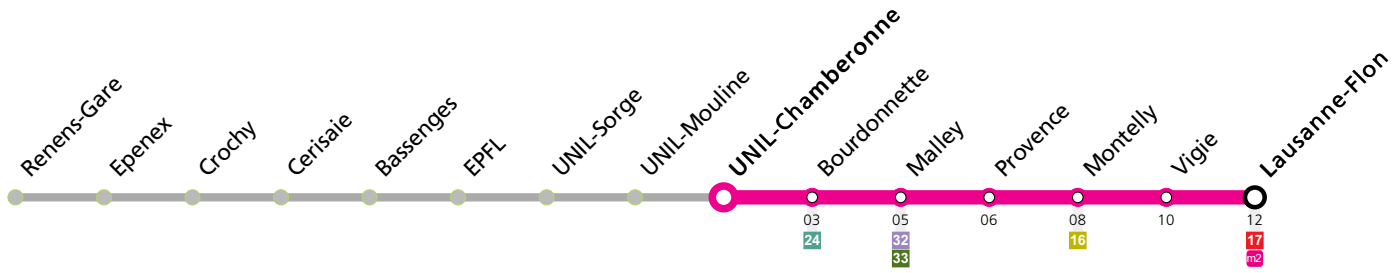 Renens-Gare
Epenex
Crochy
Cerisaie
Bassenges
EPFL
UNIL-Sorge
UNIL-Mouline
UNIL-Chamberonne
Bourdonnette
Malley
Provence
Montelly
Vigie
Lausanne-Flon
03
05
06
08
10
12
24
32
16
17
33
m2